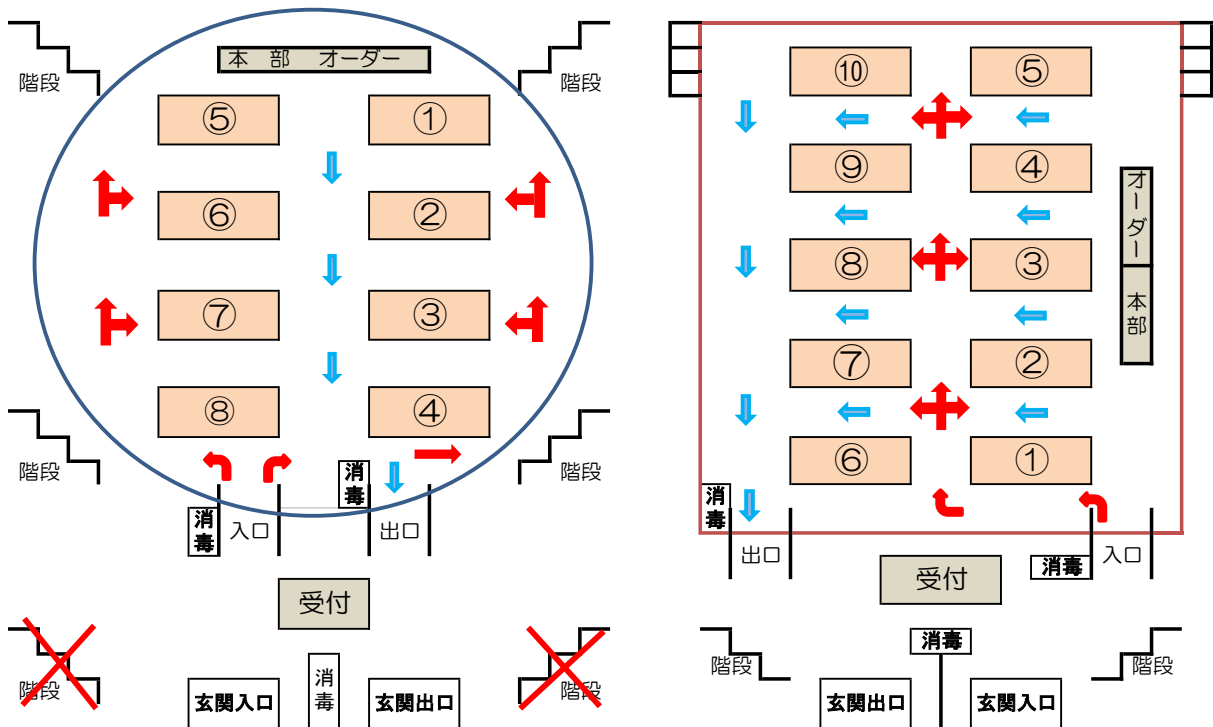 本 部 オーダー
階段
階段
⑤
①
⑥
②
⑦
③
⑧
④
階段
階段
消毒
消毒
入口
出口
受付
階段
階段
消毒
玄関入口
玄関出口
⑩
⑤
⑨
④
オーダー
本部
⑧
③
⑦
②
⑥
①
消毒
出口
受付
消毒
入口
階段
消毒
階段
玄関出口
玄関入口